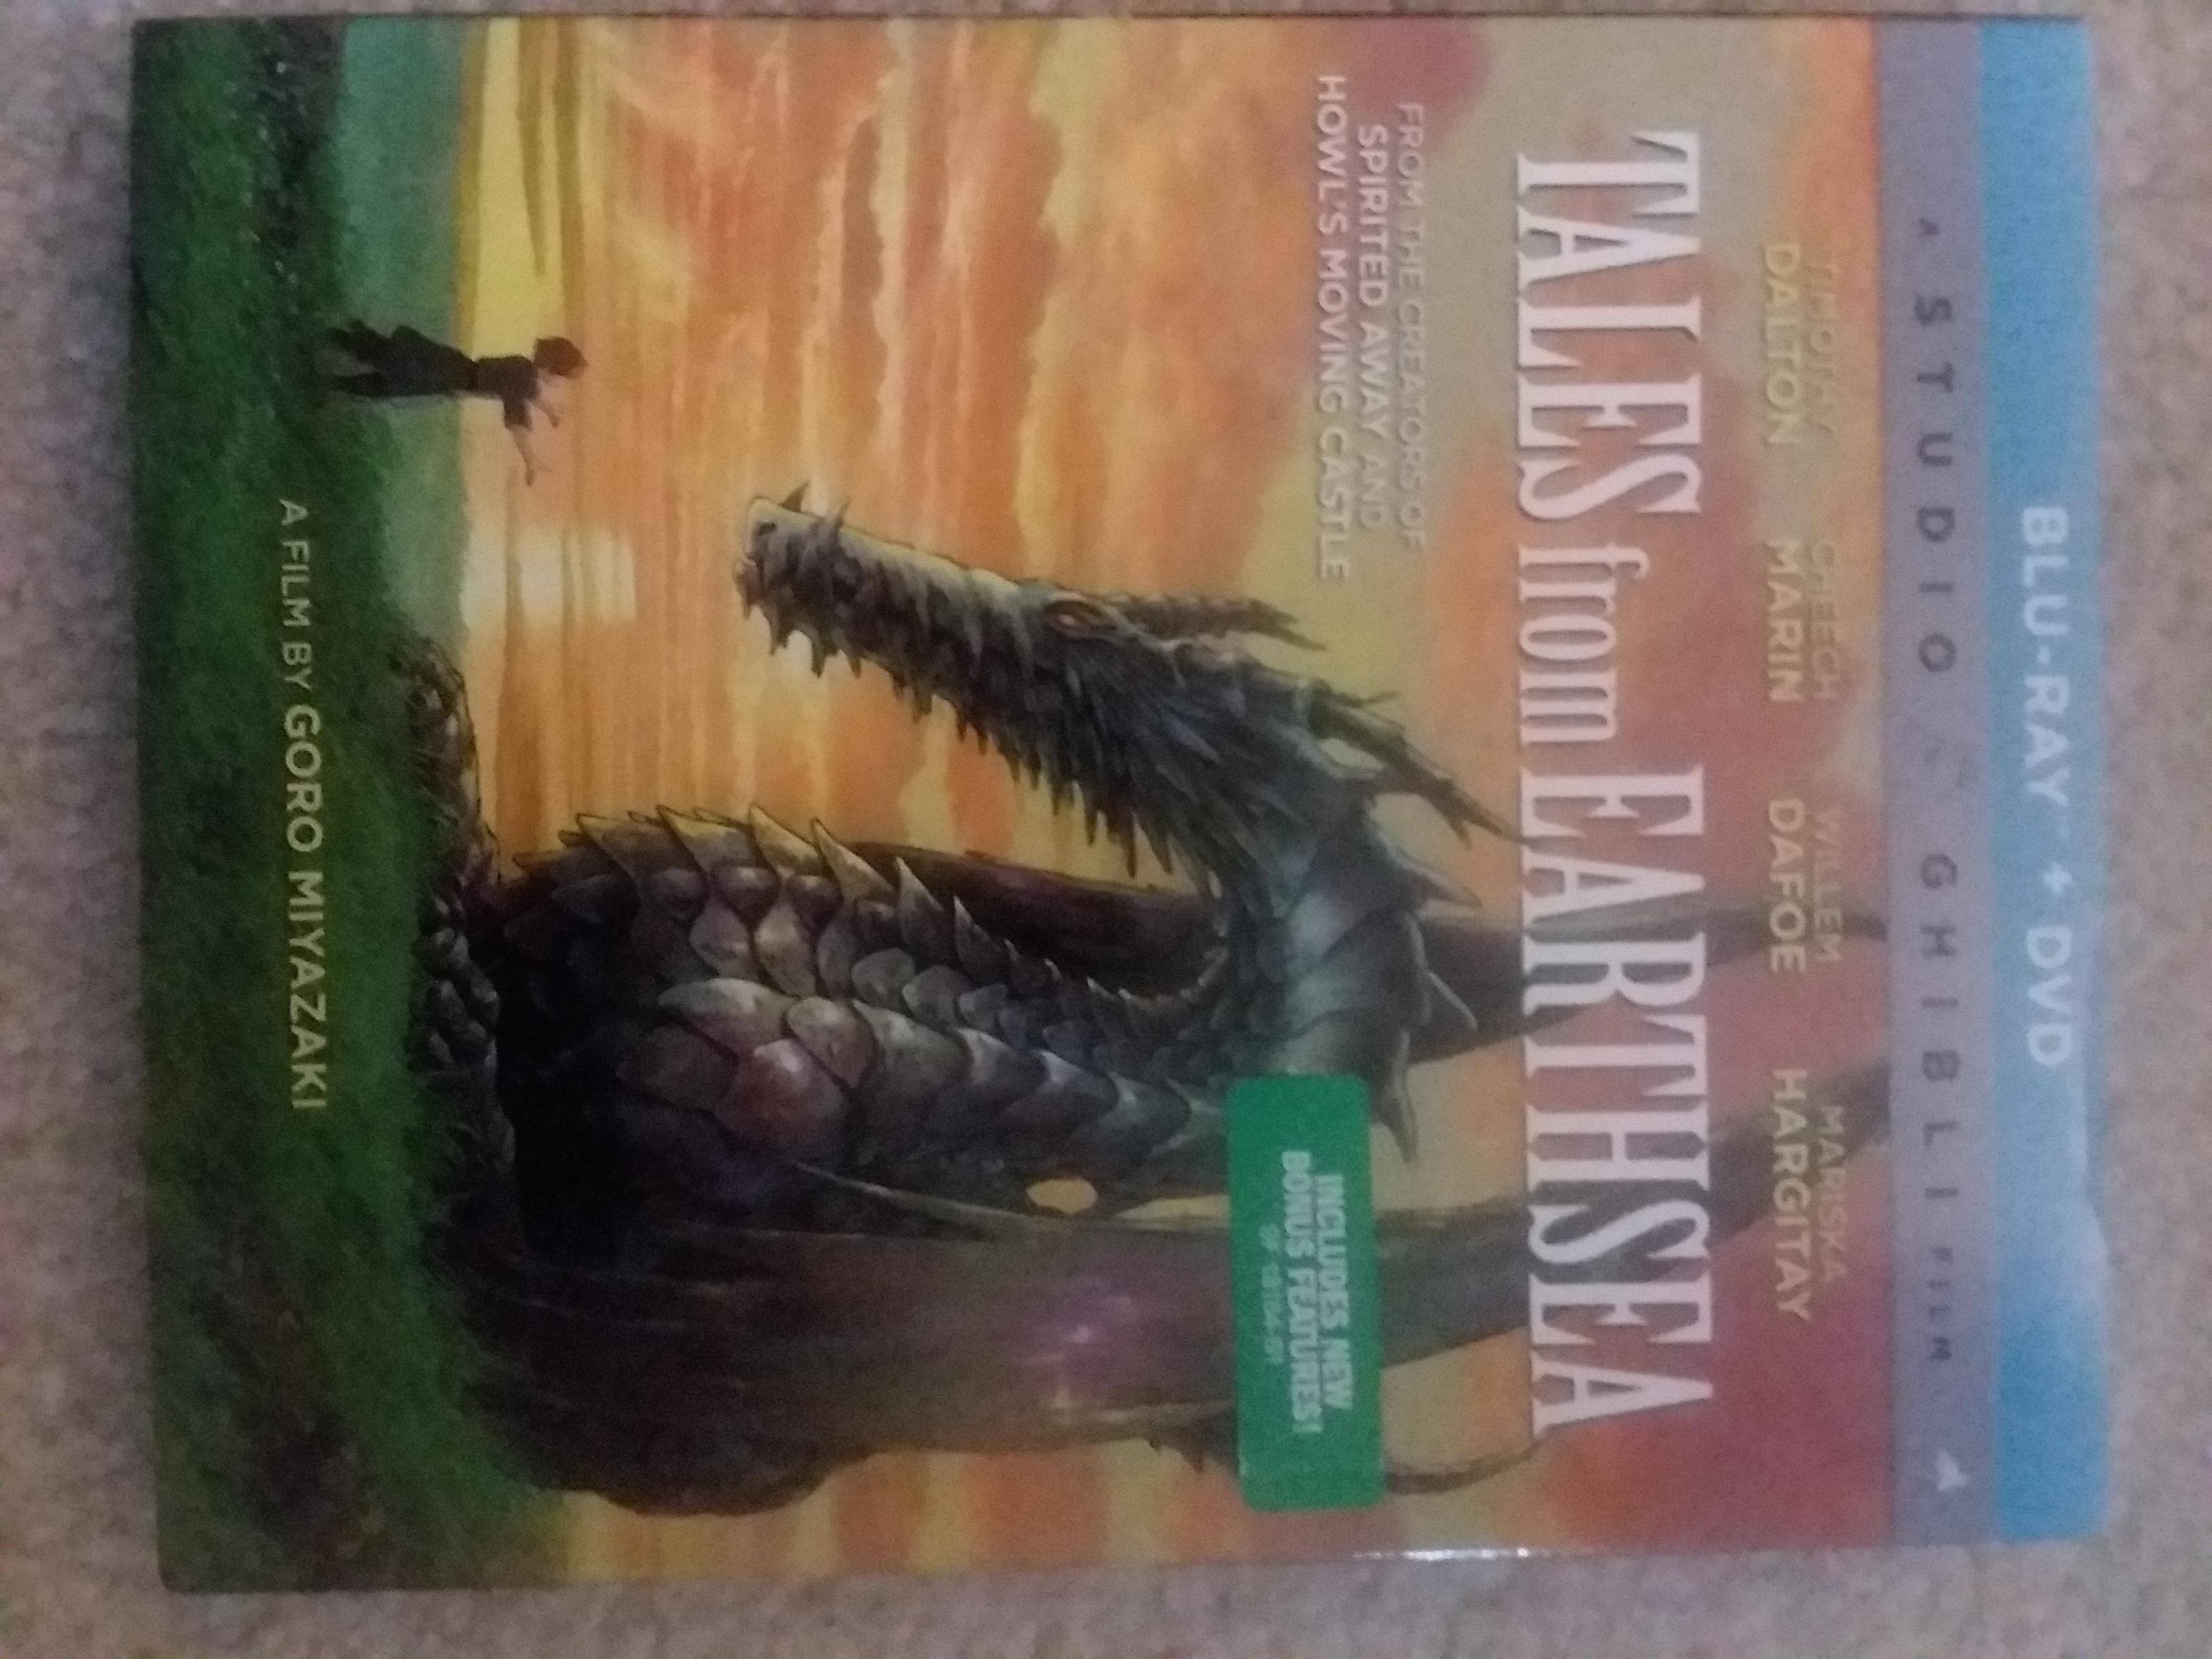 BLU-RAY™ + DVD
A STUDIO GHIBLI FILM
TIMOTHY CHEECH WILLEM MARISKA
DALTON MARIN DAFOE HARGITAY
TALES from EARTHSEA
FROM THE CREATORS OF
SPIRITED AWAY AND
HOWL'S MOVING CASTLE
INCLUDES NEW
BONUS FEATURES!
A FILM BY GORO MIYAZAKI